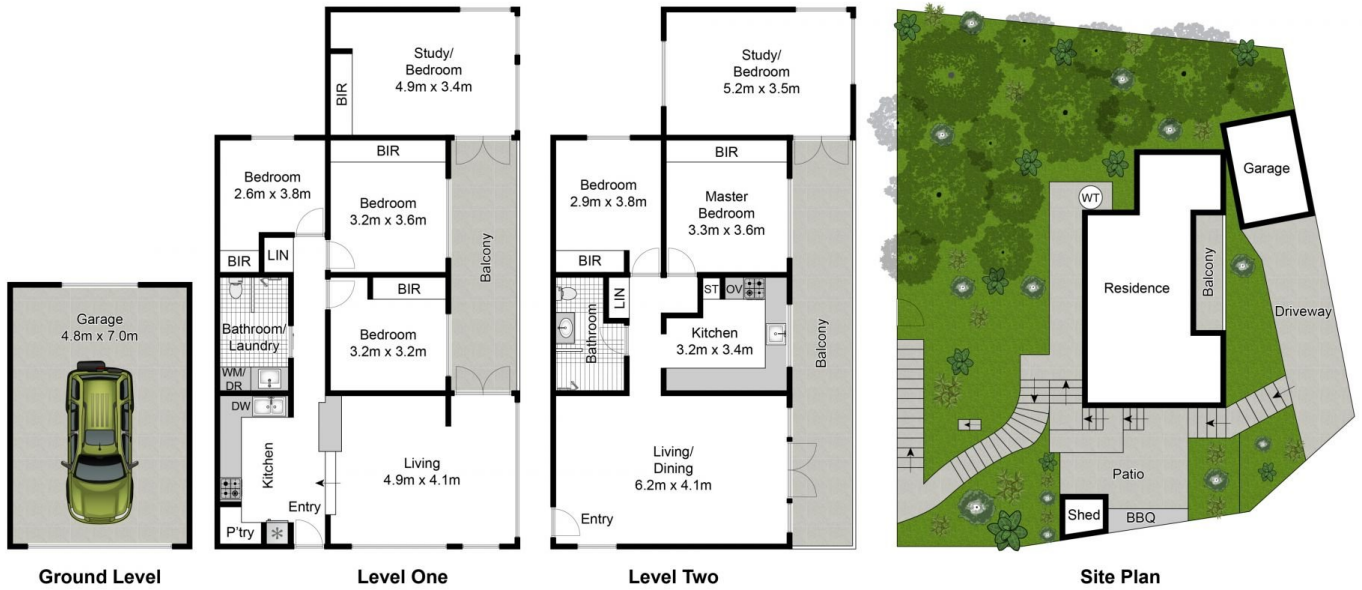 Garage
4.8m x 7.0m
Ground Level
Study/
Bedroom
4.9m x 3.4m
BIR
Bedroom
2.6m x 3.8m
BIR
Bedroom
3.2m x 3.6m
BIR
LIN
Bathroom/
Laundry
WM/
DR
BIR
Bedroom
3.2m x 3.2m
Balcony
DW
Kitchen
P'try
Entry
Living
4.9m x 4.1m
Level One
Study/
Bedroom
5.2m x 3.5m
Bedroom
2.9m x 3.8m
BIR
BIR
Master
Bedroom
3.3m x 3.6m
LIN
Bathroom
ST
OV
Kitchen
3.2m x 3.4m
Balcony
Living/
Dining
6.2m x 4.1m
Entry
Level Two
Garage
WT
Residence
Balcony
Driveway
Patio
Shed
BBQ
Site Plan